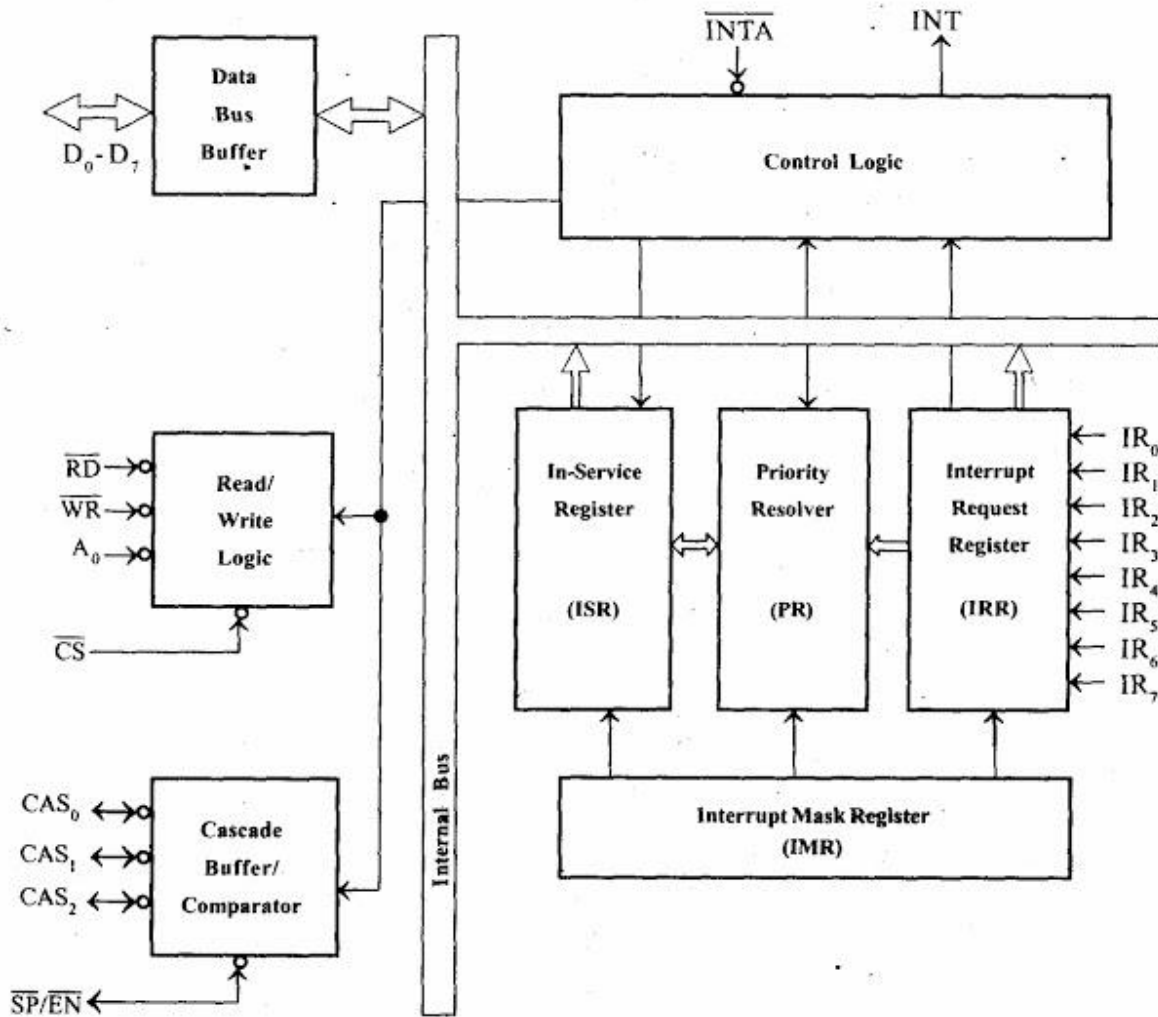 INTA
INT
Data
Bus
Buffer
D0-D7
Control Logic
RD
WR
A0
Read/
Write
Logic
CS
In-Service
Register
(ISR)
Priority
Resolver
(PR)
Interrupt
Request
Register
(IRR)
IR0
IR1
IR2
IR3
IR4
IR5
IR6
IR7
Internal Bus
CAS0
CAS1
CAS2
Cascade
Buffer/
Comparator
SP/EN
Interrupt Mask Register
(IMR)